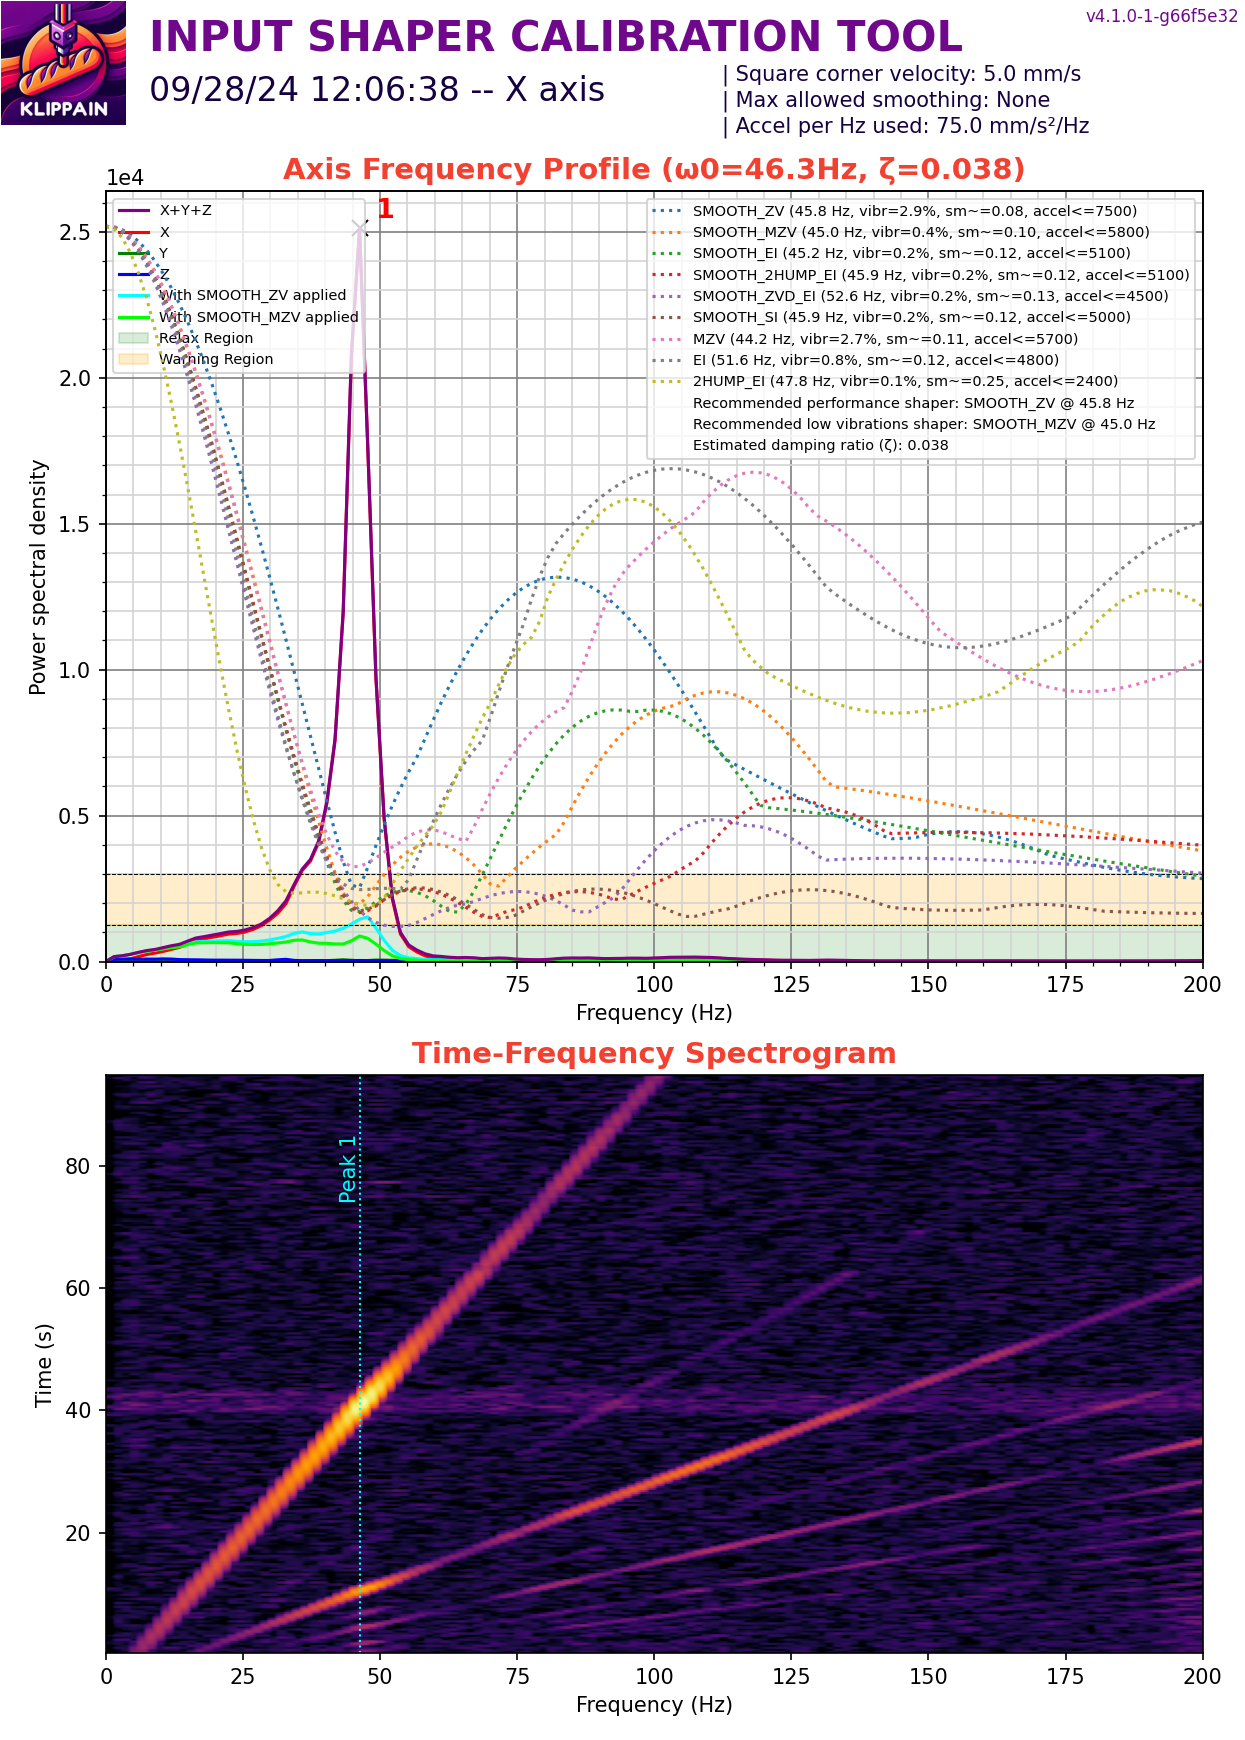 v4.1.0-1-g66f5e32
INPUT SHAPER CALIBRATION TOOL
KLIPPAIN
09/28/24 12:06:38 -- X axis
| Square corner velocity: 5.0 mm/s
| Max allowed smoothing: None
| Accel per Hz used: 75.0 mm/s²/Hz
Axis Frequency Profile (ω0=46.3Hz, ζ=0.038)
1e4
1
X+Y+Z
X
Y
Z
With SMOOTH_ZV applied
With SMOOTH_MZV applied
Relax Region
Warning Region
SMOOTH_ZV (45.8 Hz, vibr=2.9%, sm~=0.08, accel<=7500)
SMOOTH_MZV (45.0 Hz, vibr=0.4%, sm~=0.10, accel<=5800)
SMOOTH_EI (45.2 Hz, vibr=0.2%, sm~=0.12, accel<=5100)
SMOOTH_2HUMP_EI (45.9 Hz, vibr=0.2%, sm~=0.12, accel<=5100)
SMOOTH_ZVD_EI (52.6 Hz, vibr=0.2%, sm~=0.13, accel<=4500)
SMOOTH_SI (45.9 Hz, vibr=0.2%, sm~=0.12, accel<=5000)
MZV (44.2 Hz, vibr=2.7%, sm~=0.11, accel<=5700)
EI (51.6 Hz, vibr=0.8%, sm~=0.12, accel<=4800)
2HUMP_EI (47.8 Hz, vibr=0.1%, sm~=0.25, accel<=2400)
Recommended performance shaper: SMOOTH_ZV @ 45.8 Hz
Recommended low vibrations shaper: SMOOTH_MZV @ 45.0 Hz
Estimated damping ratio (ζ): 0.038
Power spectral density
2.5
2.0
1.5
1.0
0.5
0.0
0 25 50 75 100 125 150 175 200
Frequency (Hz)
Time-Frequency Spectrogram
Peak 1
Time (s)
80
60
40
20
0 25 50 75 100 125 150 175 200
Frequency (Hz)